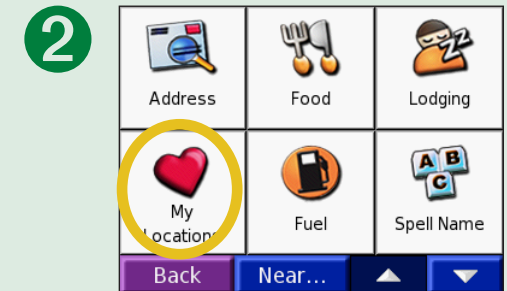 2
Address Food Lodging
My
Locations Fuel Spell Name
Back Near...